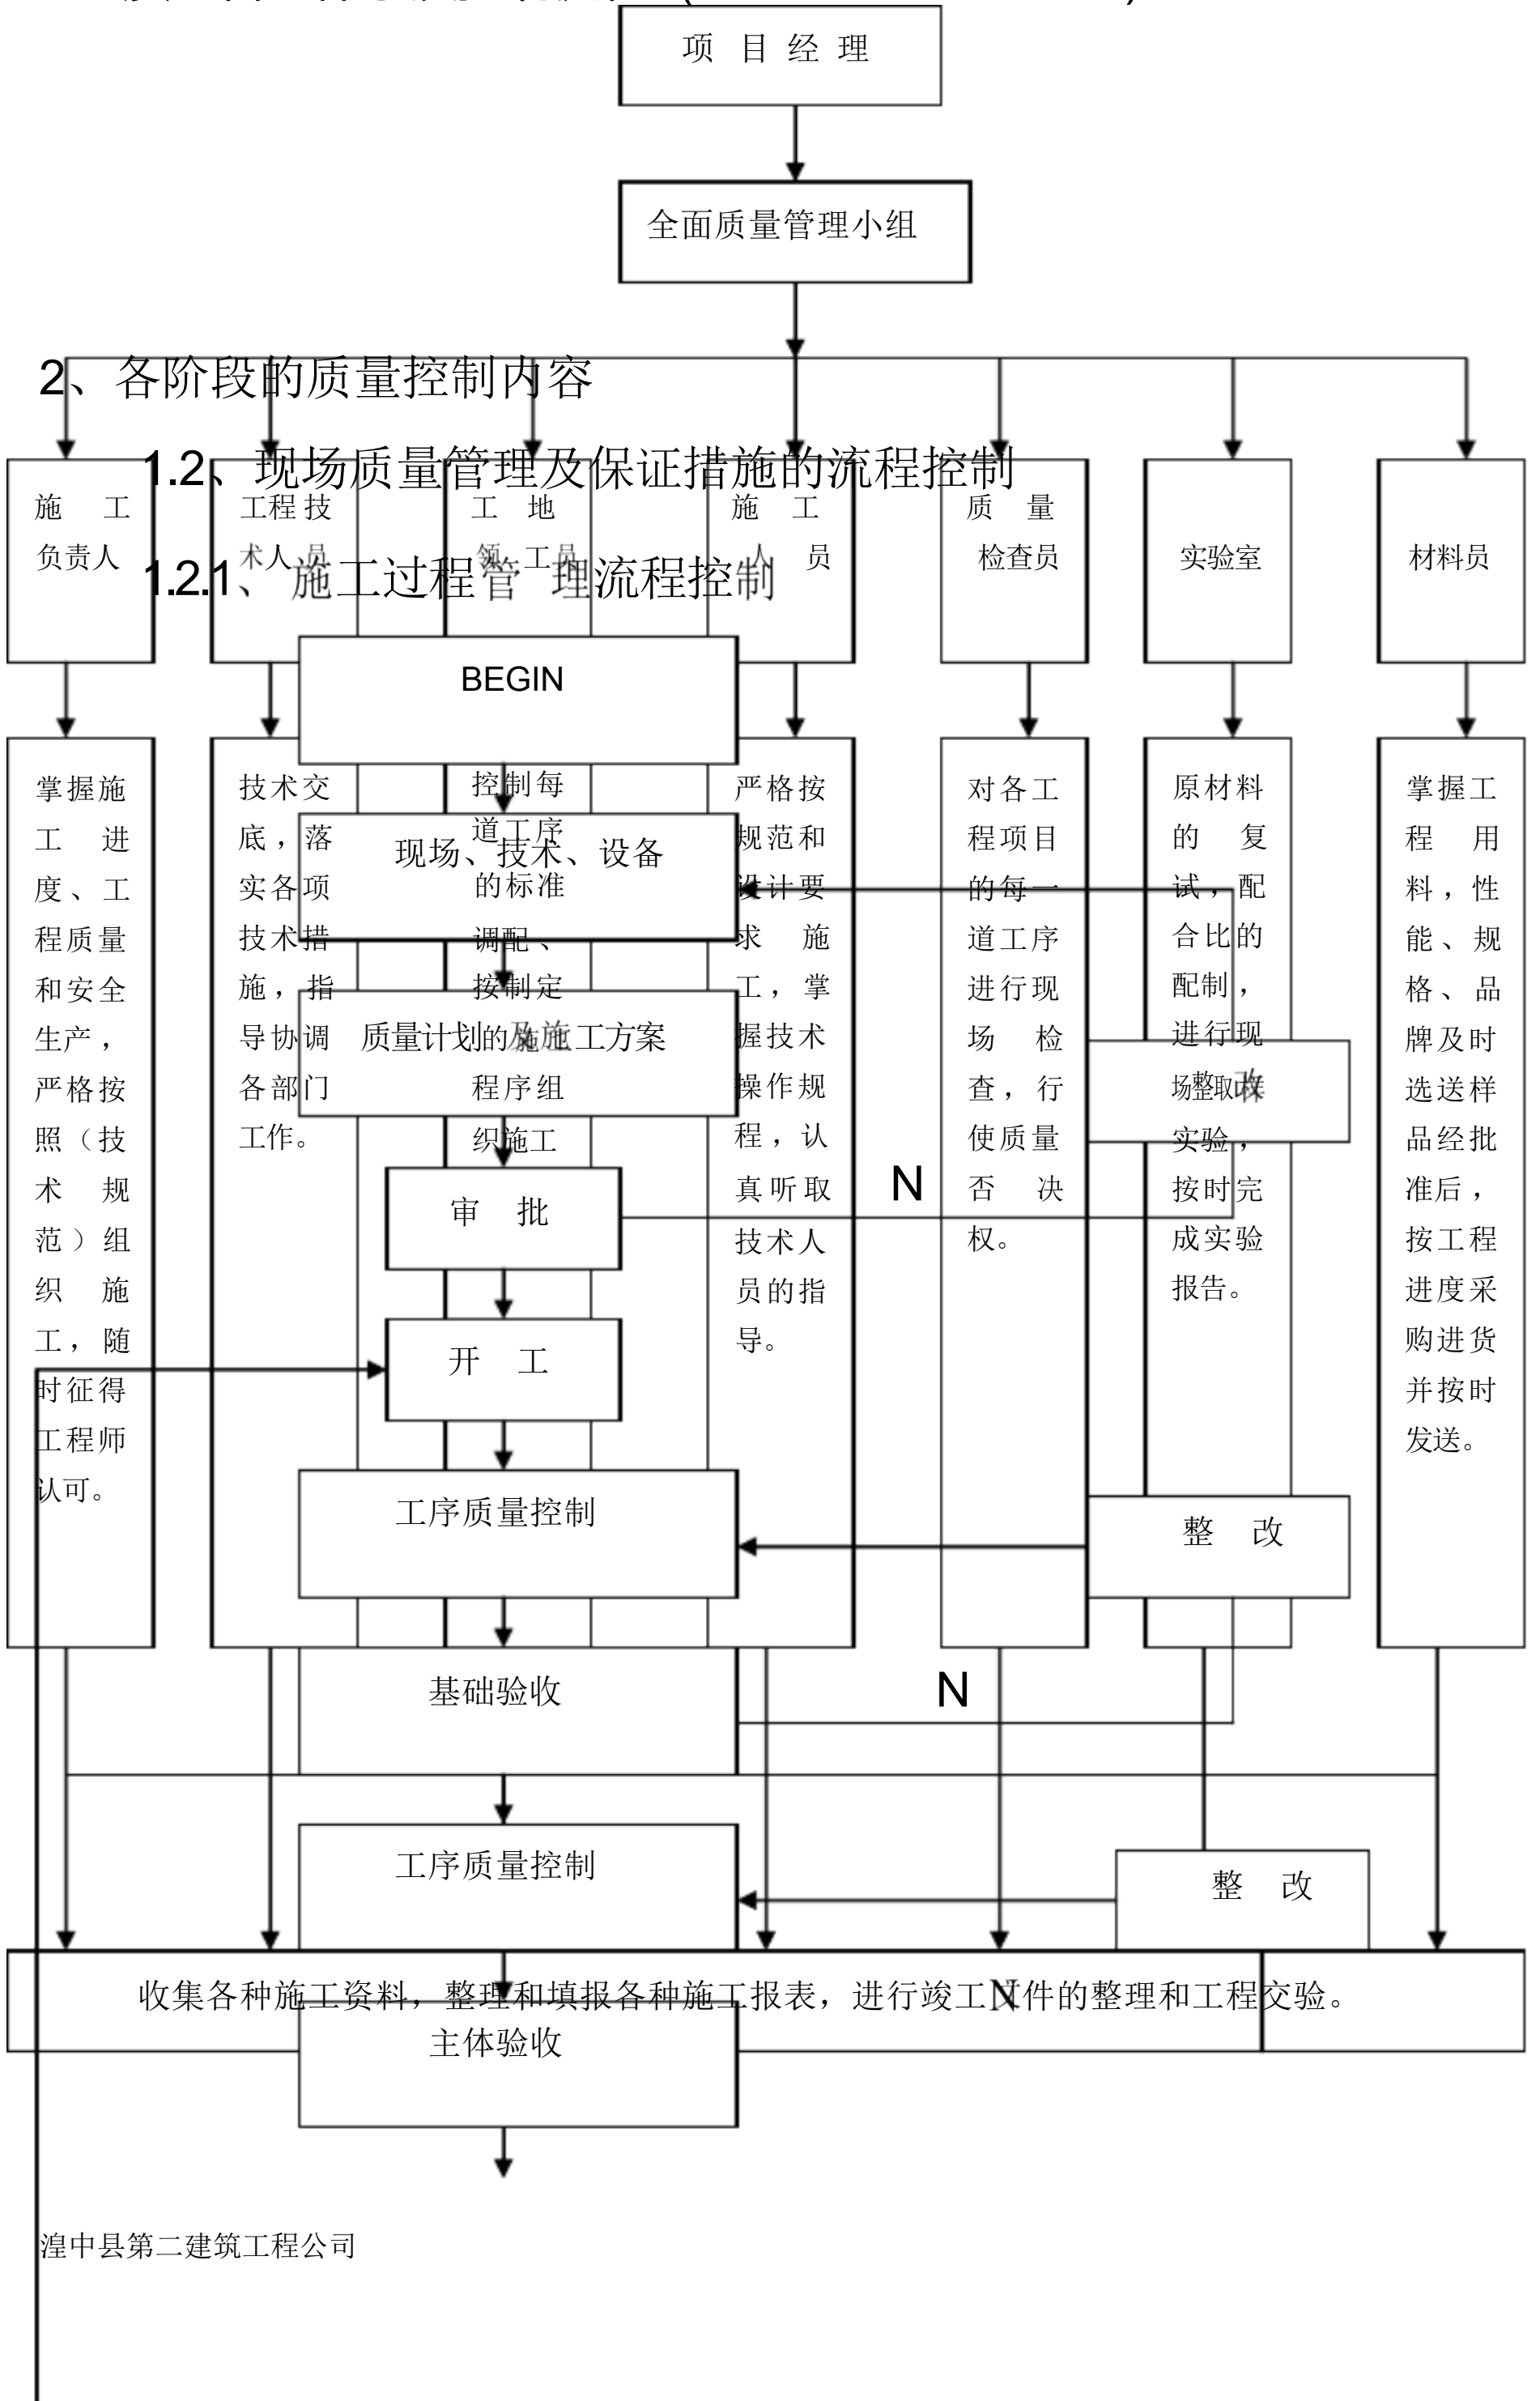 项 目 经 理
全面质量管理小组
2、各阶段的质量控制内容
1.2、现场质量管理及保证措施的流程控制
1.2.1、施工过程管 理流程控制
施 工
负责人
工程 技
术人 员
工 地
领 工员
施 工
人 员
质 量
检查员
实验室
材料员
掌握施
工 进
度、工
程质量
和安全
生产，
严格按
照（技
术 规
范）组
织 施
工，随
时征得
工程师
认可。
技术交
底，落
实各项
技术措
施，指
导协调
各部门
工作。
控制每
道工序
的标准
调配、
按制定
的施工
程序组
织施工
严格按
规范和
设计要
求 施
工，掌
握技术
操作规
程，认
真听取
技术人
员的指
导。
对各工
程项目
的每一
道工序
进行现
场 检
查，行
使质量
否 决
权。
原材料
的 复
试，配
合比的
配制，
进行现
场取样
实验，
按时完
成实验
报告。
掌握工
程 用
料，性
能、规
格、品
牌及时
选送样
品经批
准后，
按工程
进度采
购进货
并按时
发送。
BEGIN
现场、技术、设备
质量计划及施工方案
整 改
审 批
N
开 工
工序质量控制
整 改
基础验收
N
工序质量控制
整 改
收集各种施工资料，整理和填报各种施工报表，进行竣工文件的整理和工程交验。
N
主体验收
湟中县第二建筑工程公司